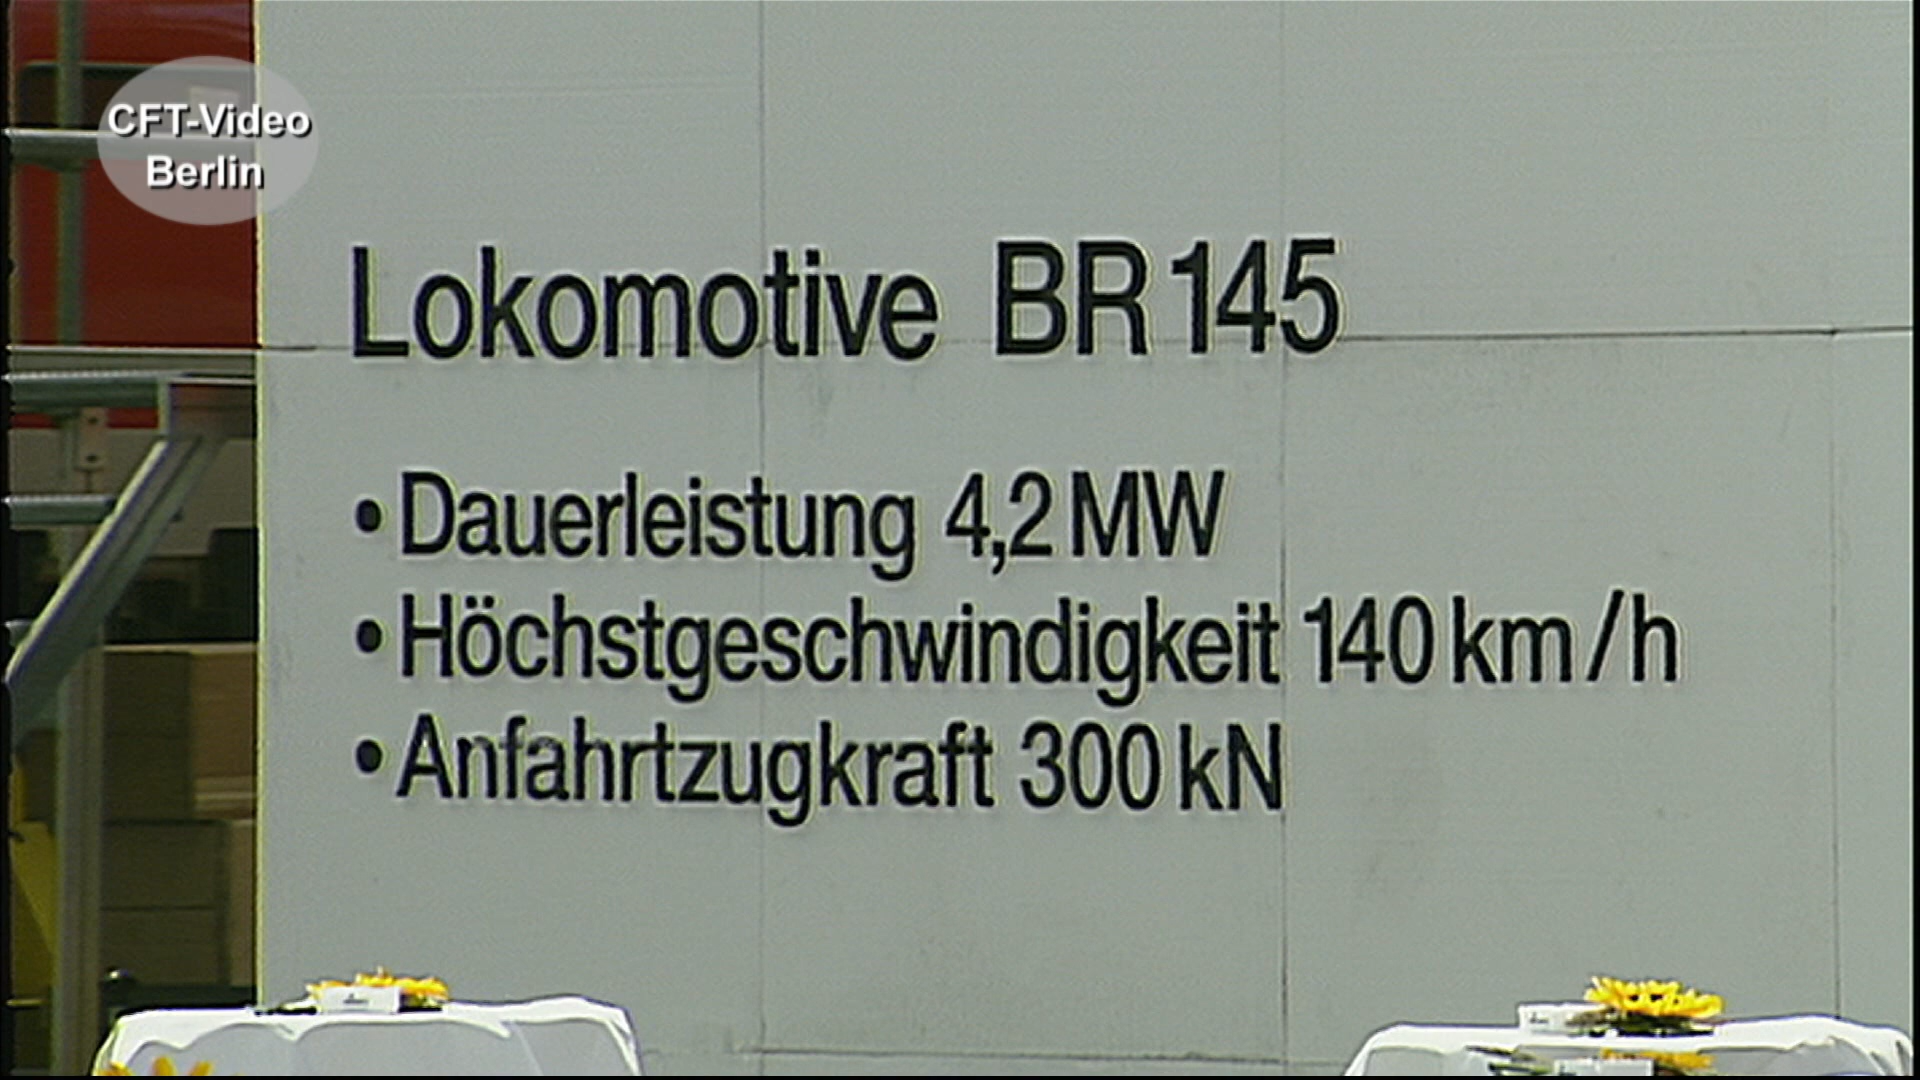 CFT-Video
Berlin
Lokomotive BR 145
• Dauerleistung 4,2 MW
• Höchstgeschwindigkeit 140 km/h
• Anfahrtzugkraft 300 kN